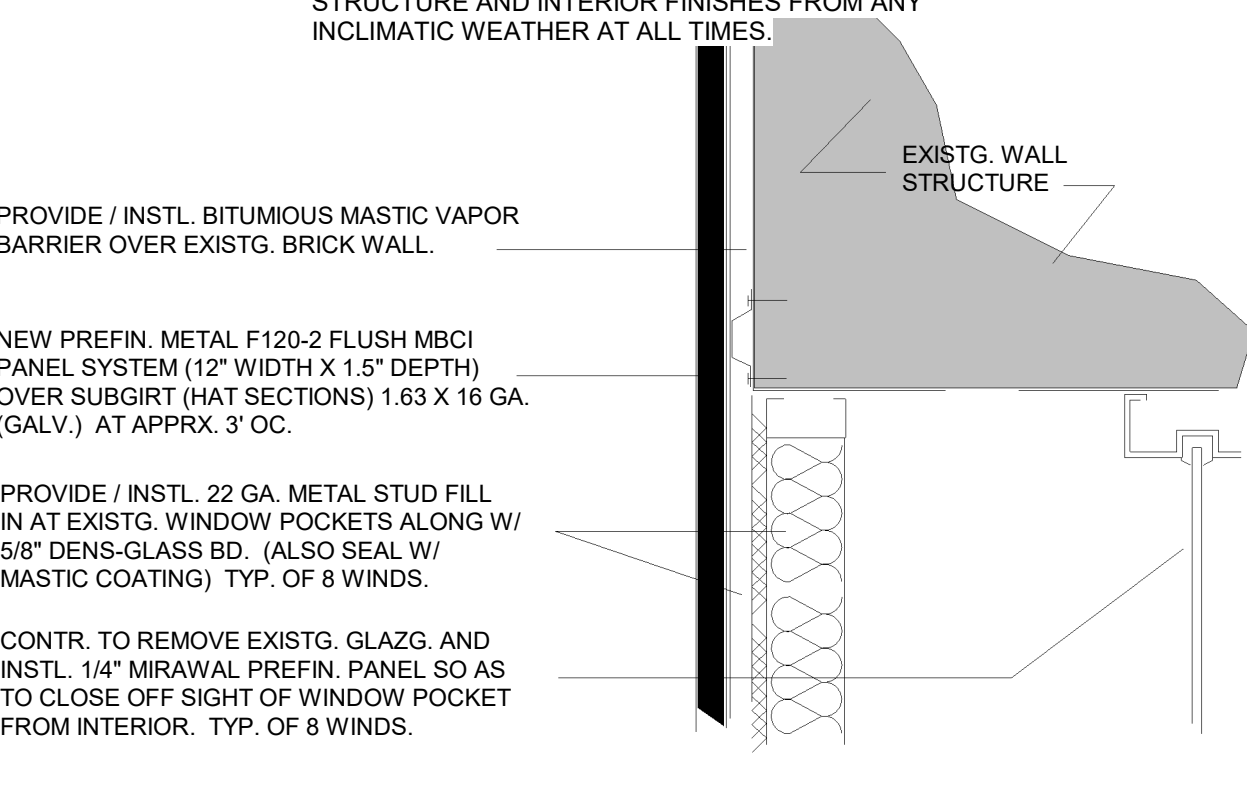 STRUCTURE AND INTERIOR FINISHES FROM ANY
INCLIMATIC WEATHER AT ALL TIMES.
EXISTG. WALL
STRUCTURE
PROVIDE / INSTL. BITUMIOUS MASTIC VAPOR
BARRIER OVER EXISTG. BRICK WALL.
NEW PREFIN. METAL F120-2 FLUSH MBCI
PANEL SYSTEM (12" WIDTH X 1.5" DEPTH)
OVER SUBGIRT (HAT SECTIONS) 1.63 X 16 GA.
(GALV.) AT APPRX. 3' OC.
PROVIDE / INSTL. 22 GA. METAL STUD FILL
IN AT EXISTG. WINDOW POCKETS ALONG W/
5/8" DENS-GLASS BD. (ALSO SEAL W/
MASTIC COATING) TYP. OF 8 WINDS.
CONTR. TO REMOVE EXISTG. GLAZG. AND
INSTL. 1/4" MIRAWAL PREFIN. PANEL SO AS
TO CLOSE OFF SIGHT OF WINDOW POCKET
FROM INTERIOR. TYP. OF 8 WINDS.